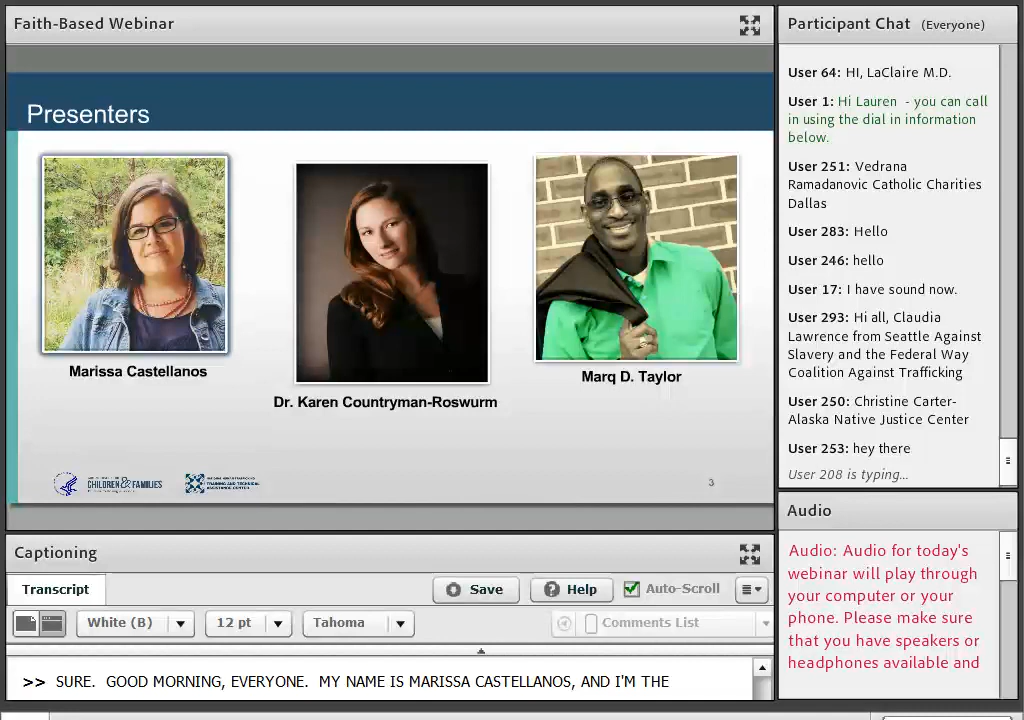 Faith-Based Webinar
Presenters
Marissa Castellanos
Dr. Karen Countryman-Roswurm
Marq D. Taylor
CHILDREN & FAMILIES
3
Participant Chat (Everyone)
User 64: HI, LaClaire M.D.
User 1: Hi Lauren - you can call
in using the dial in information
below.
User 251: Vedrana
Ramadanovic Catholic Charities
Dallas
User 283: Hello
User 246: hello
User 17: I have sound now.
User 293: Hi all, Claudia
Lawrence from Seattle Against
Slavery and the Federal Way
Coalition Against Trafficking
User 250: Christine Carter-
Alaska Native Justice Center
User 253: hey there
User 208 is typing...
Captioning
Transcript
Save
Help
Auto-Scroll
White (B)
12 pt
Tahoma
Comments List
>> SURE. GOOD MORNING, EVERYONE. MY NAME IS MARISSA CASTELLANOS, AND I'M THE
Audio
Audio: Audio for today's
webinar will play through
your computer or your
phone. Please make sure
that you have speakers or
headphones available and